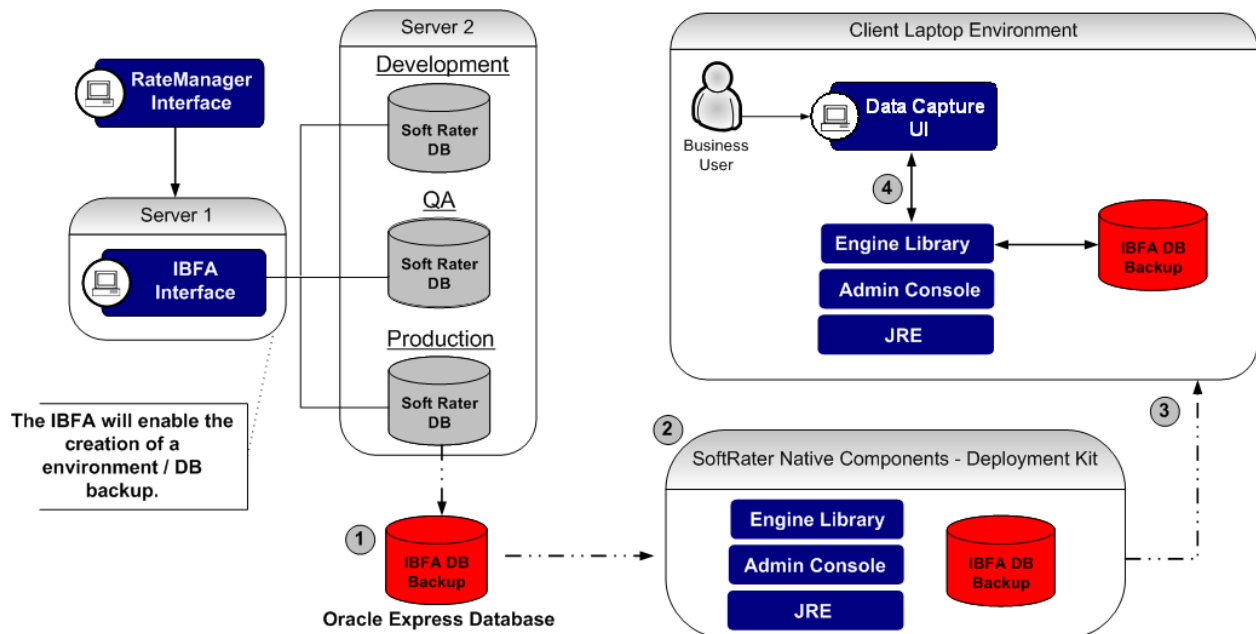 RateManager
Interface
Server 1
IBFA
Interface
The IBFA will enable the
creation of a
environment / DB
backup.
Server 2
Development
Soft Rater
DB
QA
Soft Rater
DB
Production
Soft Rater
DB
1
IBFA DB
Backup
Oracle Express Database
2
SoftRater Native Components - Deployment Kit
Engine Library
Admin Console
JRE
IBFA DB
Backup
3
Client Laptop Environment
Business
User
Data Capture
UI
4
Engine Library
Admin Console
JRE
IBFA DB
Backup